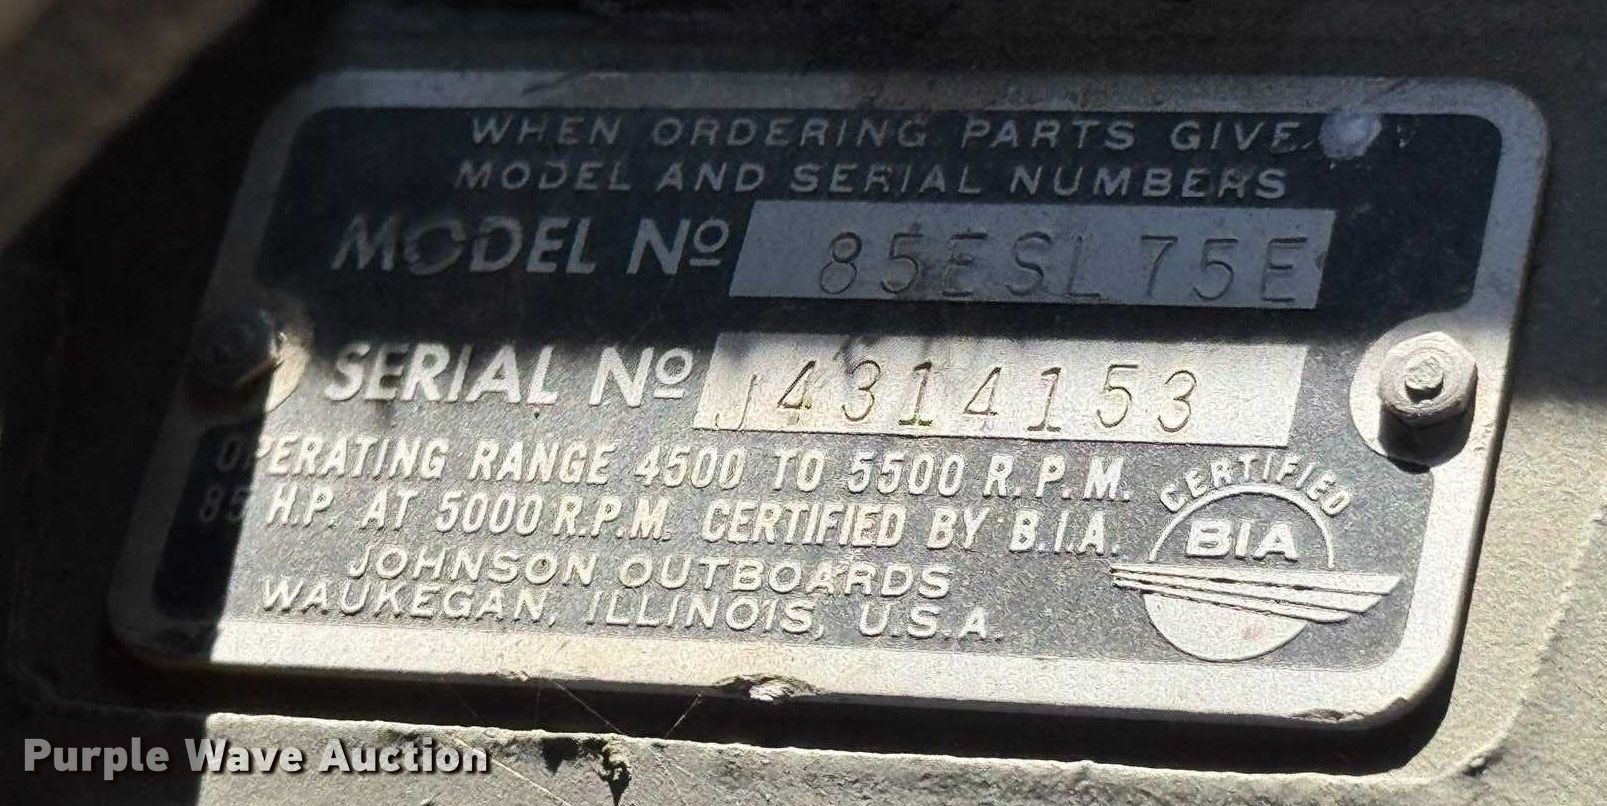 WHEN ORDERING PARTS GIVE
MODEL AND SERIAL NUMBERS
MODEL Nº 85ESL75E
SERIAL Nº J4314153
OPERATING RANGE 4500 TO 5500 R.P.M.
85 H.P. AT 5000 R.P.M. CERTIFIED BY B.I.A.
JOHNSON OUTBOARDS
WAUKEGAN, ILLINOIS, U.S.A.
CERTIFIED
BIA
Purple Wave Auction